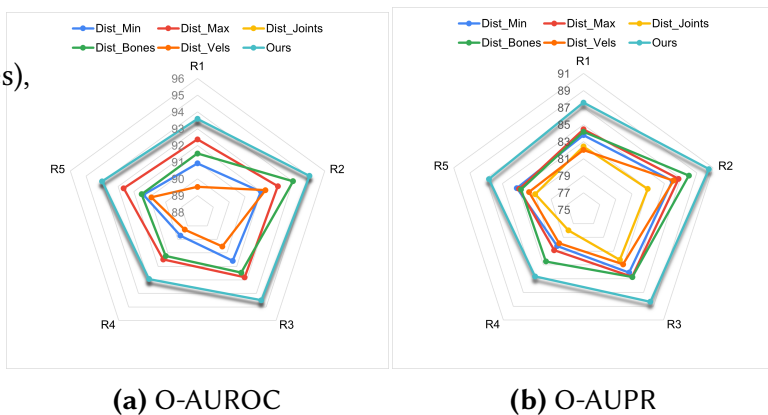 s),
Dist_Min Dist_Max Dist_Joints
Dist_Bones Dist_Vels Ours
R1
96
95
94
93
92
91
90
89
88
R2
R3
R4
R5
Dist_Min Dist_Max Dist_Joints
Dist_Bones Dist_Vels Ours
R1
91
89
87
85
83
81
79
77
75
R2
R3
R4
R5
(a) O-AUROC
(b) O-AUPR